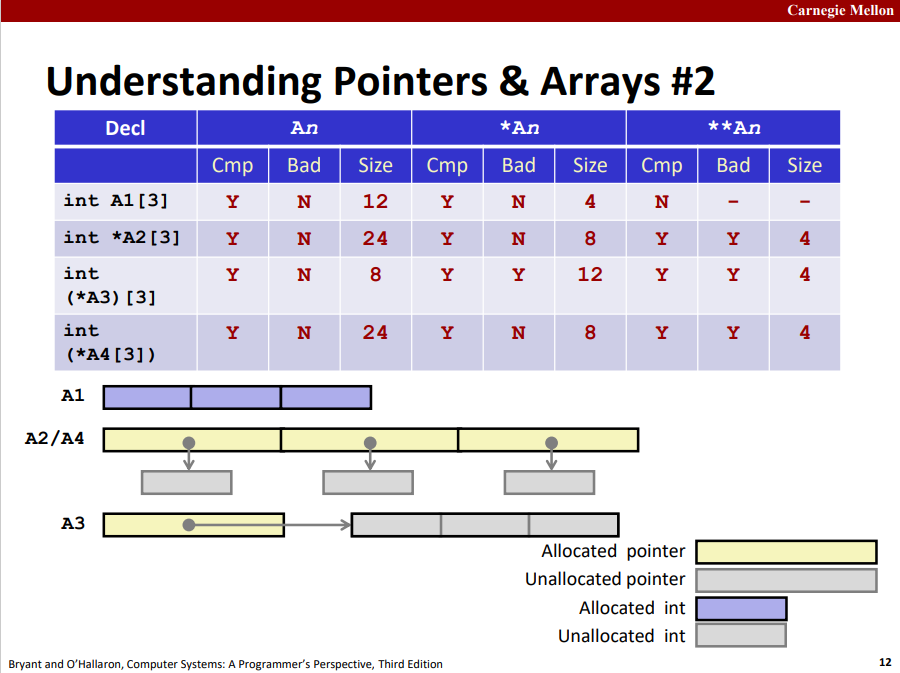 Carnegie Mellon
Understanding Pointers & Arrays #2
Decl An *An **An
Cmp Bad Size Cmp Bad Size Cmp Bad Size
int A1[3] Y N 12 Y N 4 N - -
int *A2[3] Y N 24 Y N 8 Y Y 4
int Y N 8 Y Y 12 Y Y 4
(*A3)[3]
int Y N 24 Y N 8 Y Y 4
(*A4[3])
A1
A2/A4
A3
Allocated pointer
Unallocated pointer
Allocated int
Unallocated int
Bryant and O'Hallaron, Computer Systems: A Programmer's Perspective, Third Edition 12